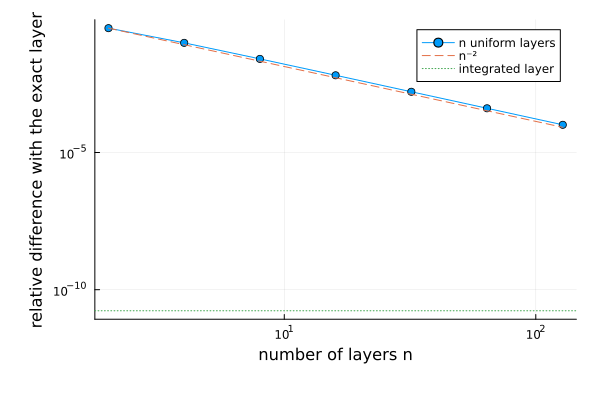 relative difference with the exact layer
n uniform layers
n⁻²
integrated layer
10⁻⁵
10⁻¹⁰
10¹
10²
number of layers n